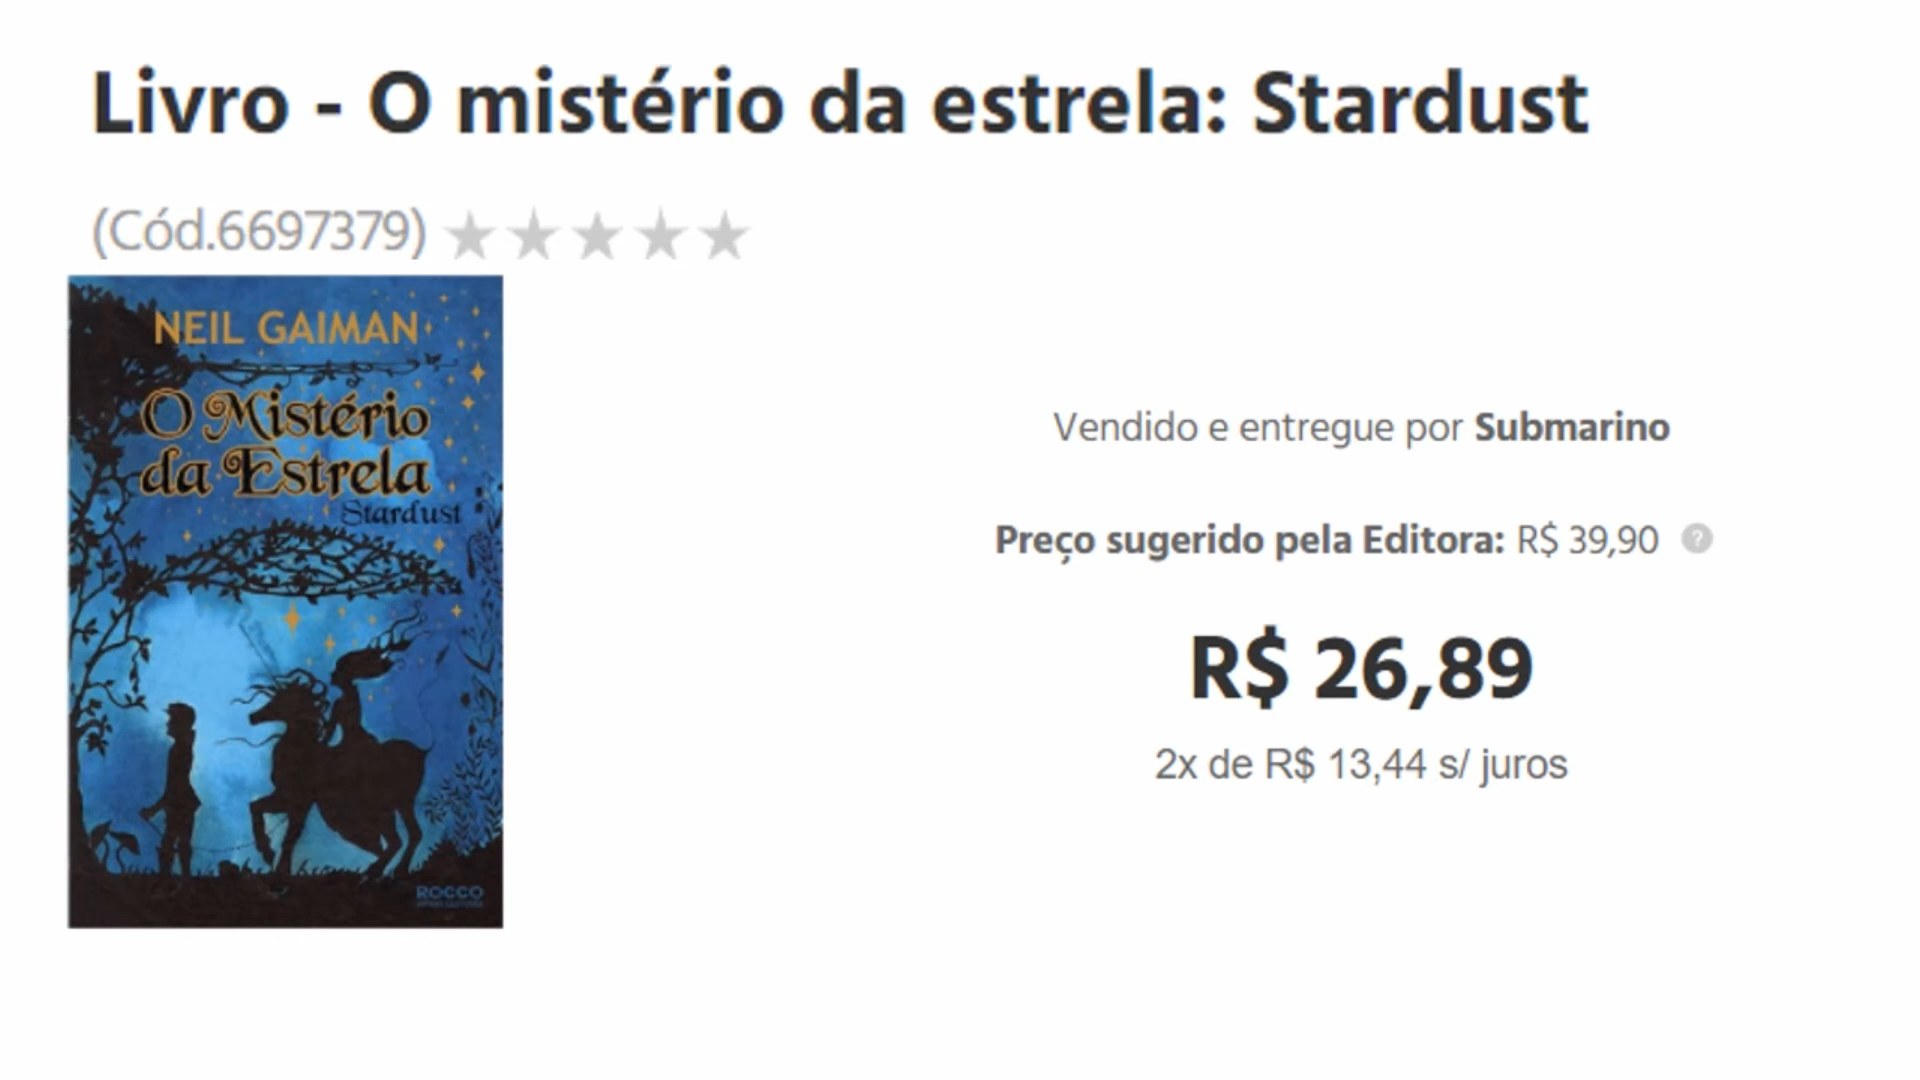 Livro - O mistério da estrela: Stardust
(Cód.6697379)
NEIL GAIMAN
O Mistério
da Estrela
Stardust
ROCCO
Vendido e entregue por Submarino
Preço sugerido pela Editora: R$ 39,90 ?
R$ 26,89
2x de R$ 13,44 s/ juros